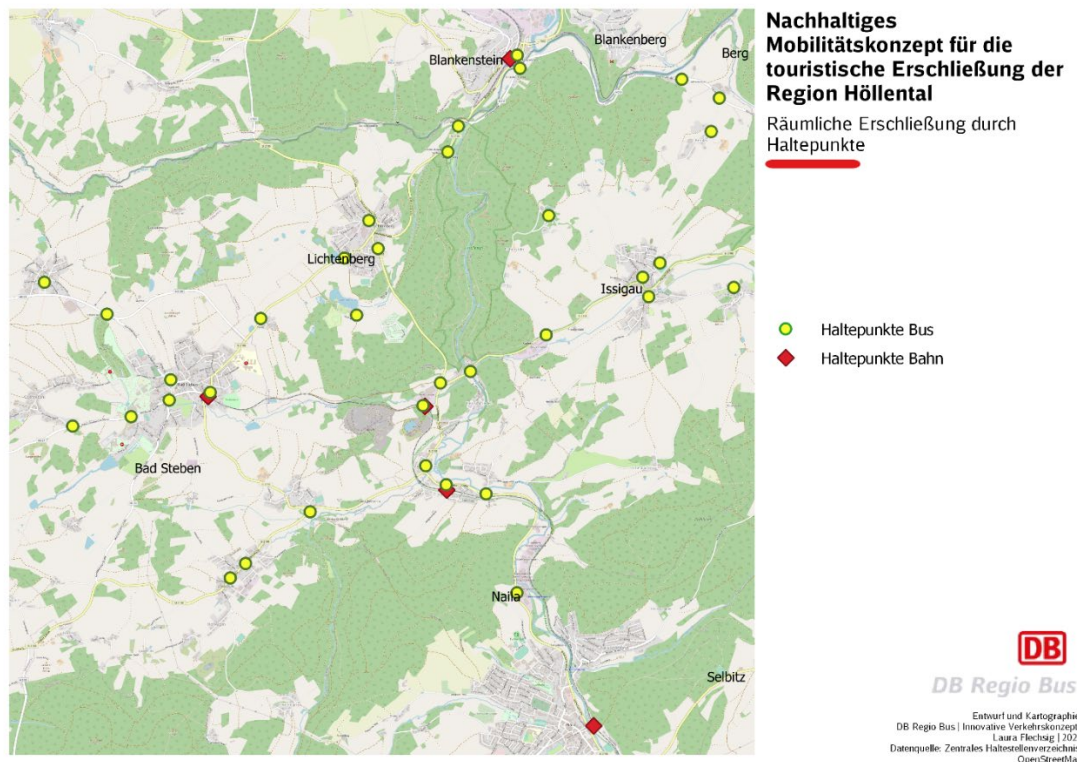 Nachhaltiges
Mobilitätskonzept für die
touristische Erschließung der
Region Höllental
Räumliche Erschließung durch
Haltepunkte
Blankenberg
Berg
Blankenstein
Lichtenberg
Issigau
Bad Steben
Naila
Selbitz
Haltepunkte Bus
Haltepunkte Bahn
DB
DB Regio Bus
Entwurf und Kartographie
DB Regio Bus | Innovative Verkehrskonzept
Laura Flechsig | 202
Datenquelle: Zentrales Haltestellenverzeichnis
OpenStreetMa